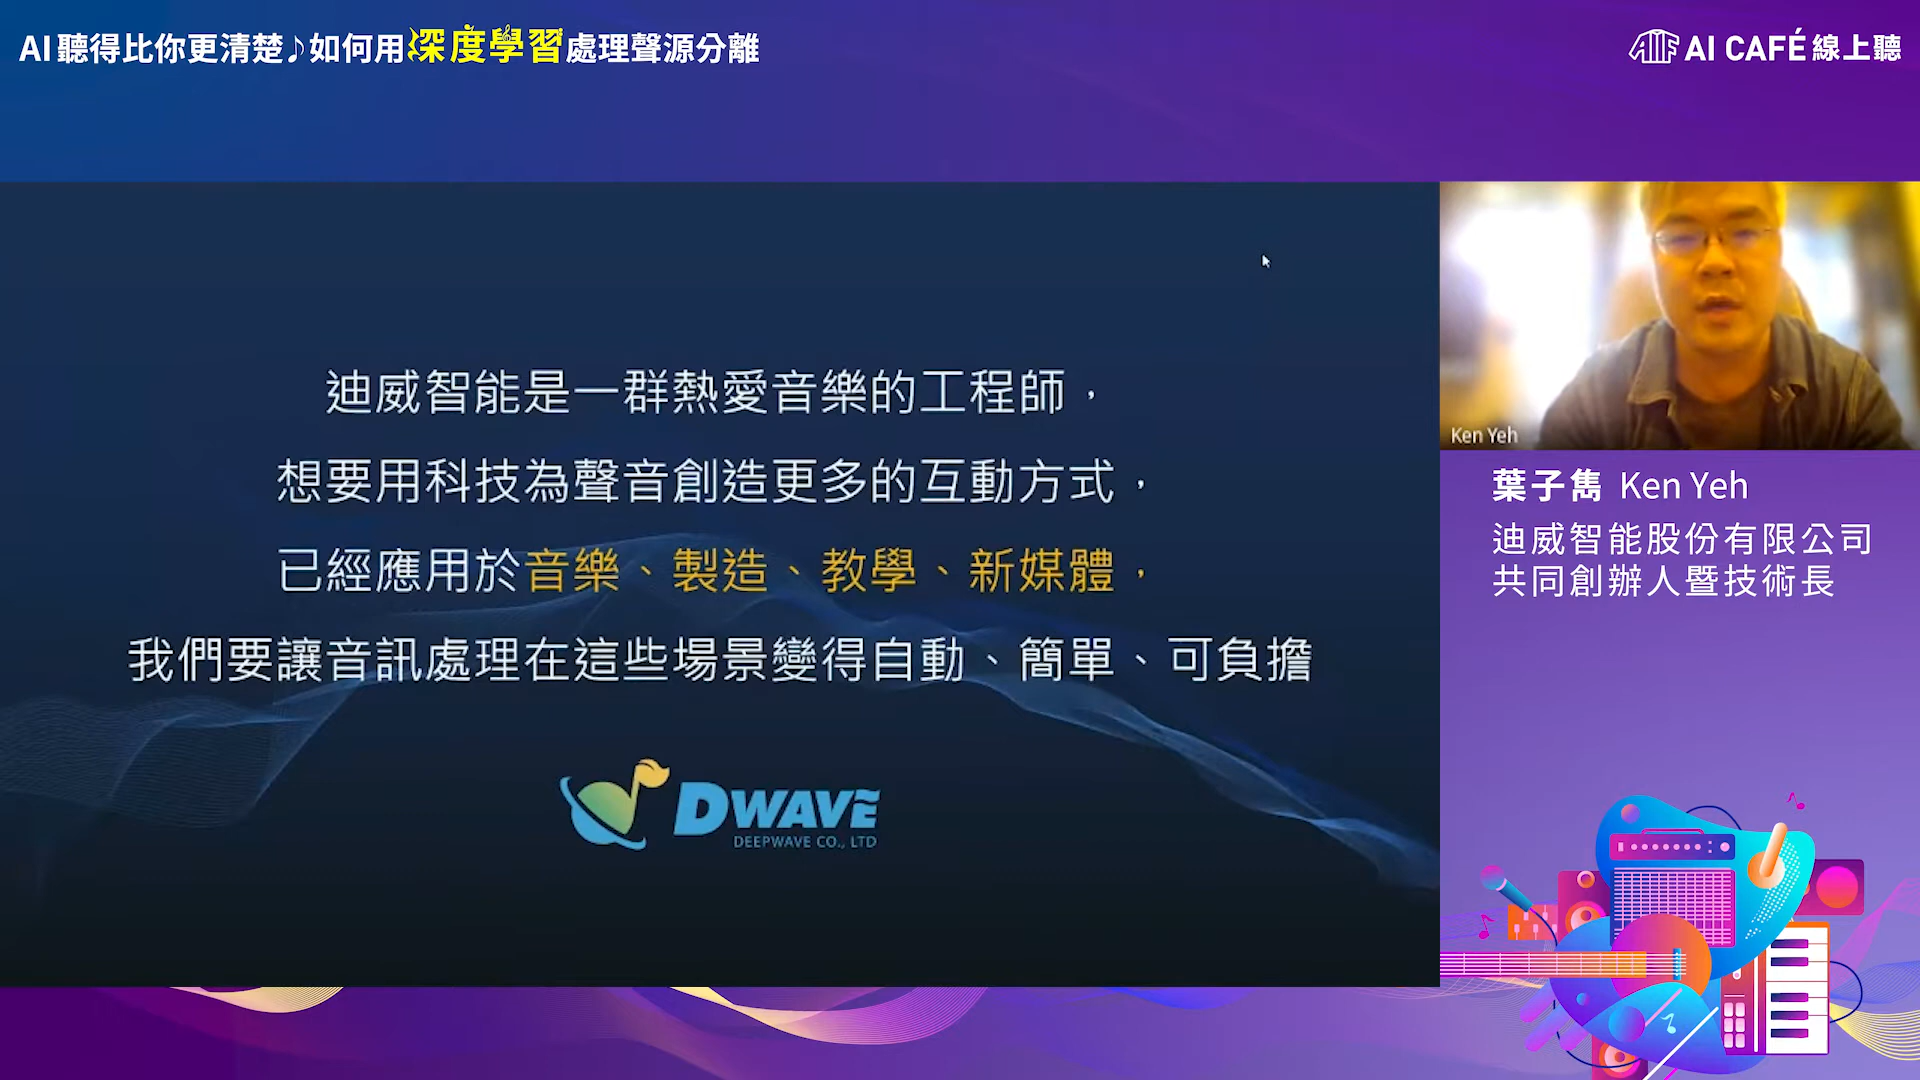 AI聽得比你更清楚♪如何用深度學習處理聲源分離
AIF AI CAFÉ 線上聽
迪威智能是一群熱愛音樂的工程師，
想要用科技為聲音創造更多的互動方式，
已經應用於音樂、製造、教學、新媒體，
我們要讓音訊處理在這些場景變得自動、簡單、可負擔
DWAVE
DEEPWAVE CO., LTD
Ken Yeh
葉子雋 Ken Yeh
迪威智能股份有限公司
共同創辦人暨技術長